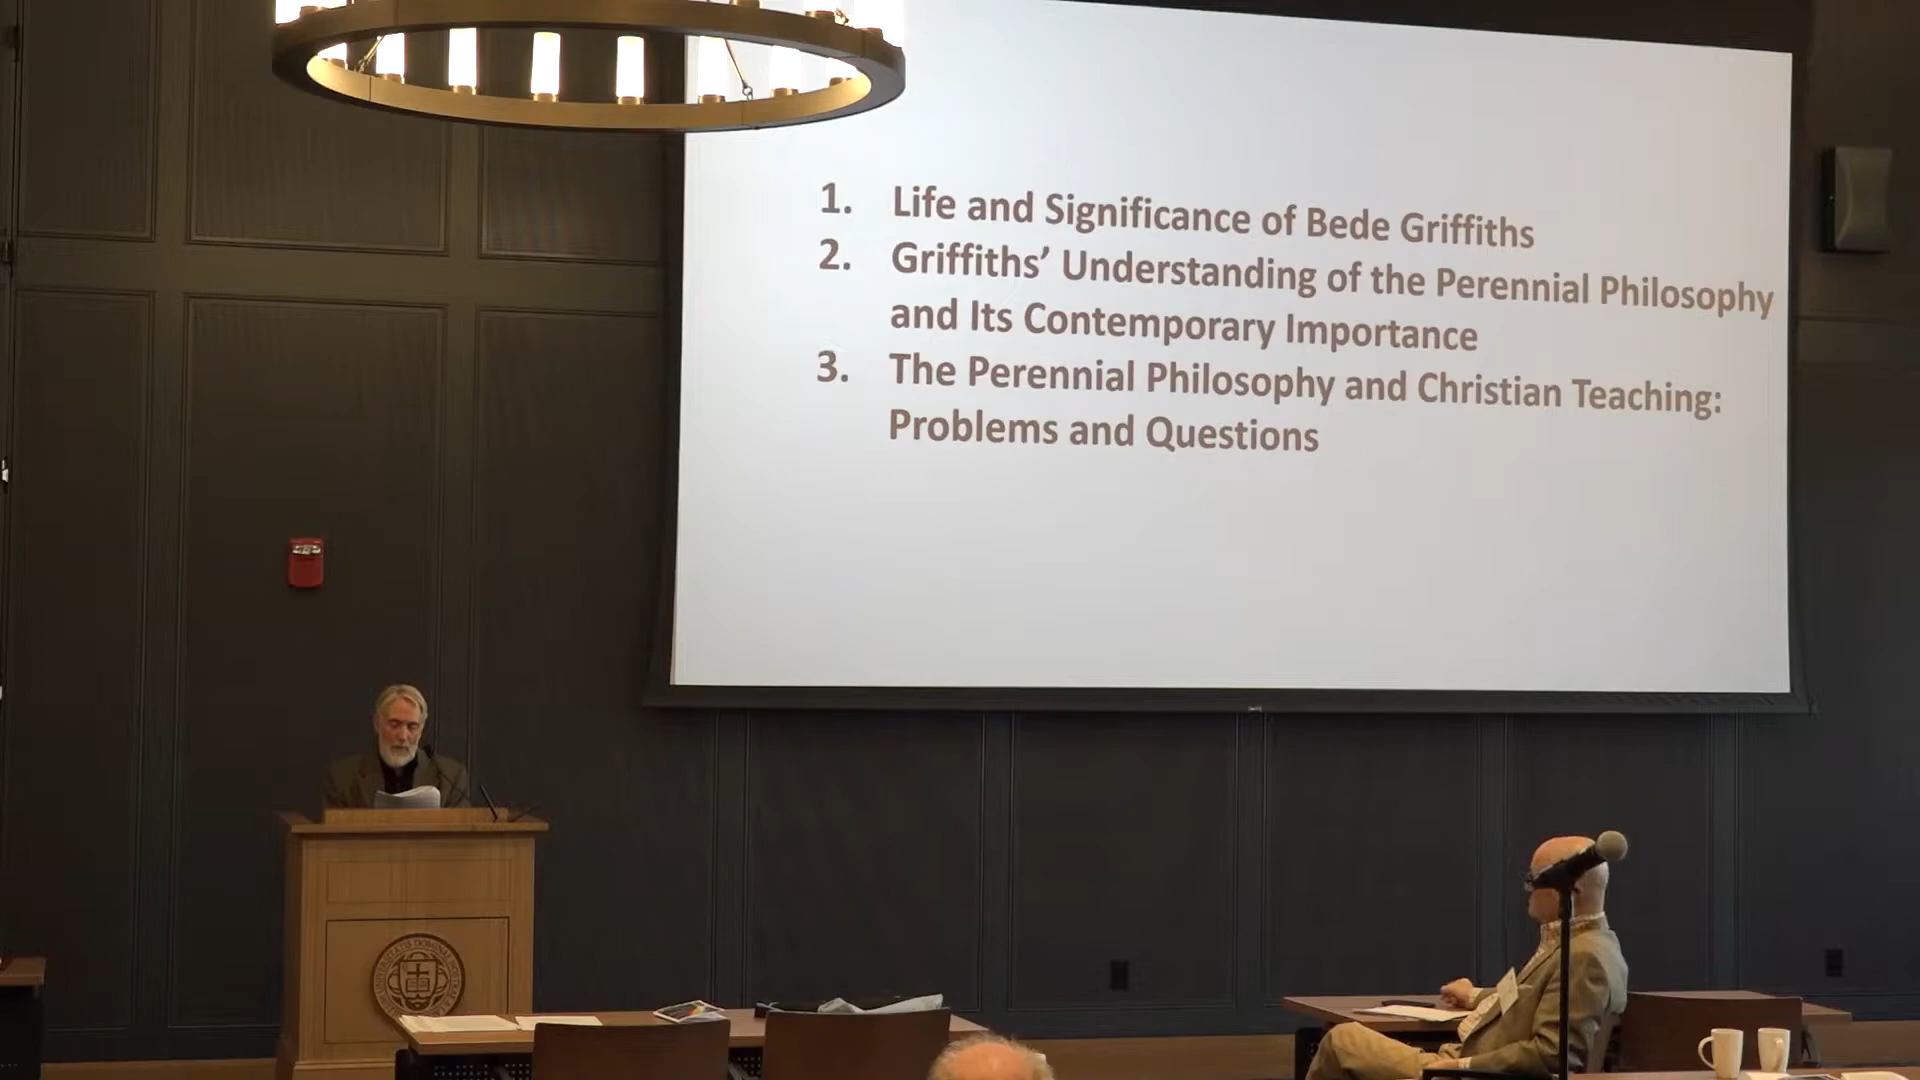 1. Life and Significance of Bede Griffiths
2. Griffiths’ Understanding of the Perennial Philosophy
and Its Contemporary Importance
3. The Perennial Philosophy and Christian Teaching:
Problems and Questions